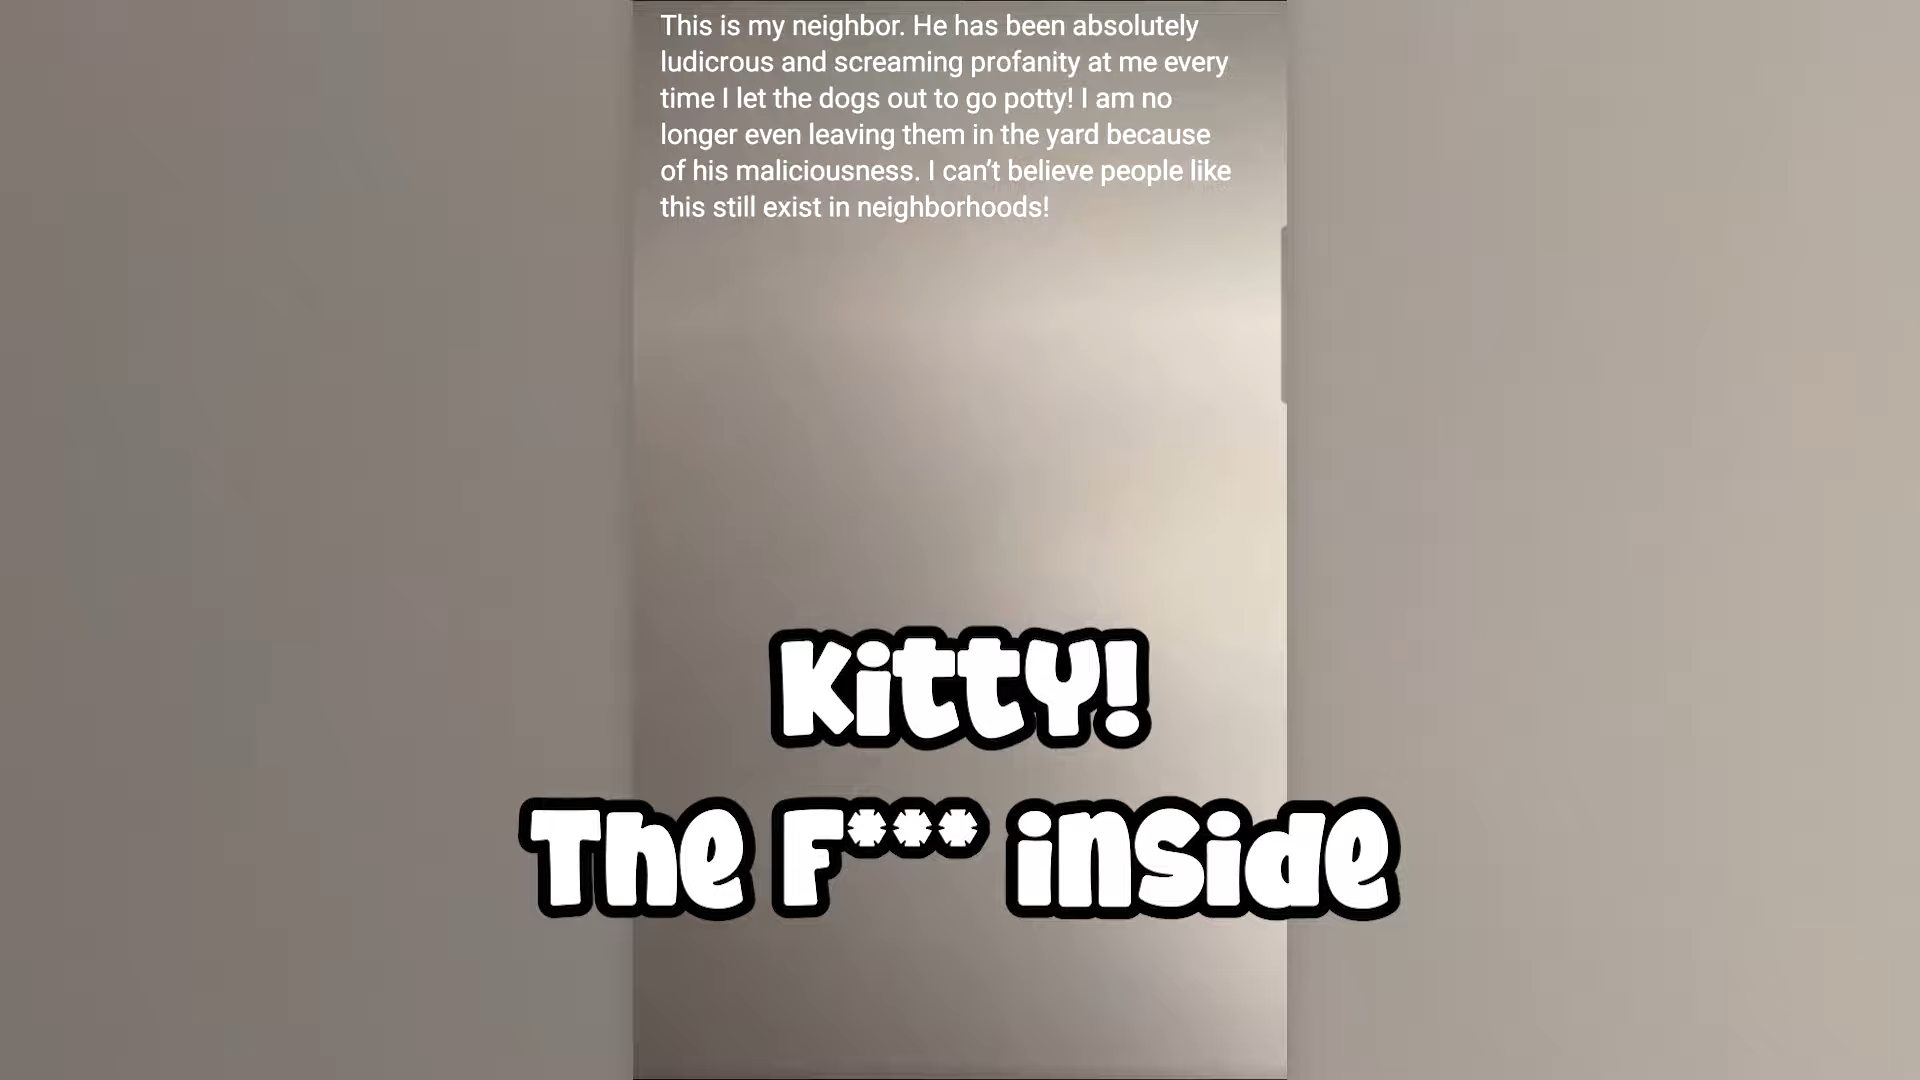 This is my neighbor. He has been absolutely
ludicrous and screaming profanity at me every
time I let the dogs out to go potty! I am no
longer even leaving them in the yard because
of his maliciousness. I can’t believe people like
this still exist in neighborhoods!
Kitty!
The F*** inside